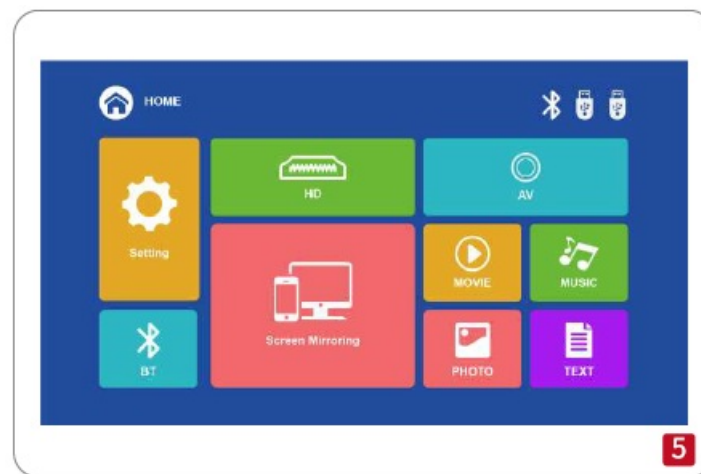 HOME
HD
AV
Setting
MOVIE
MUSIC
Screen Mirroring
BT
PHOTO
TEXT
5